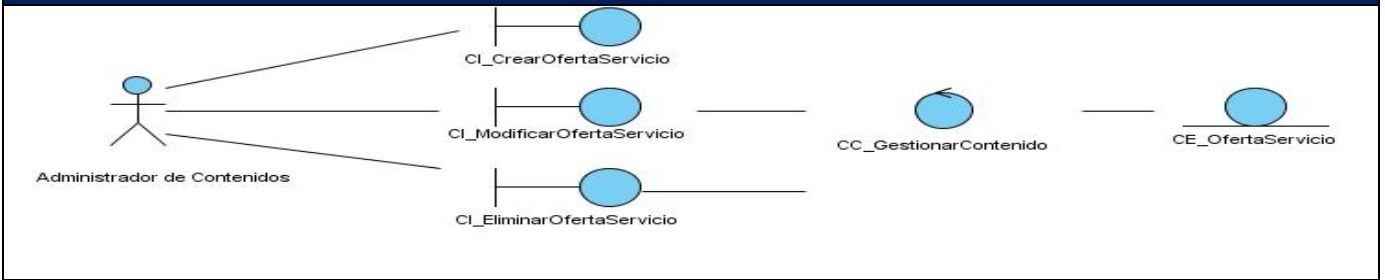 CI_CrearOfertaServicio
CI_ModificarOfertaServicio
CC_GestionarContenido
CE_OfertaServicio
Administrador de Contenidos
CI_EliminarOfertaServicio